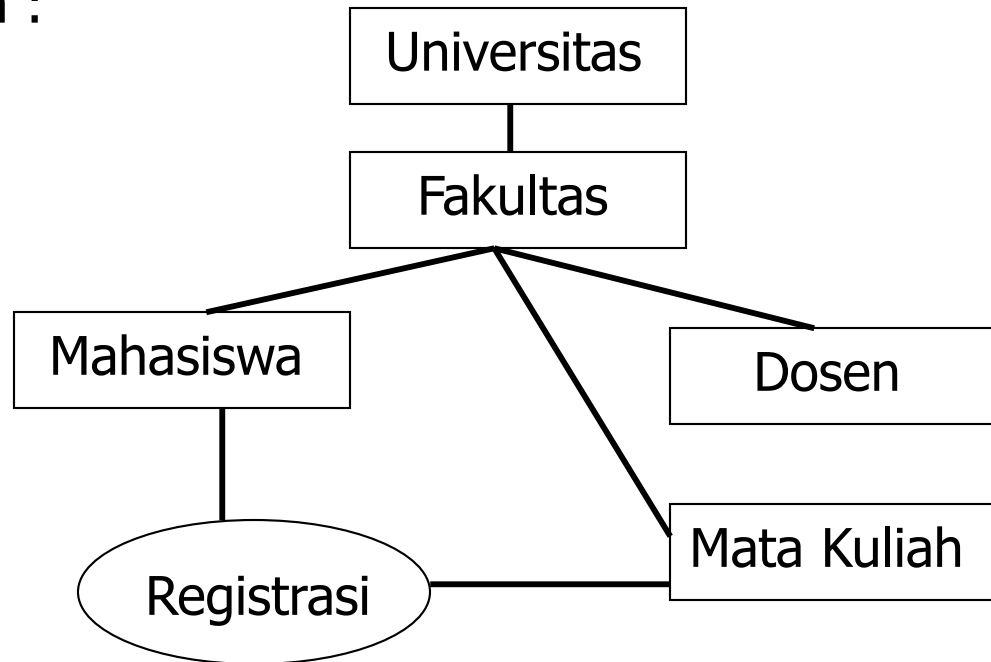 Universitas
Fakultas
Mahasiswa
Dosen
Mata Kuliah
Registrasi